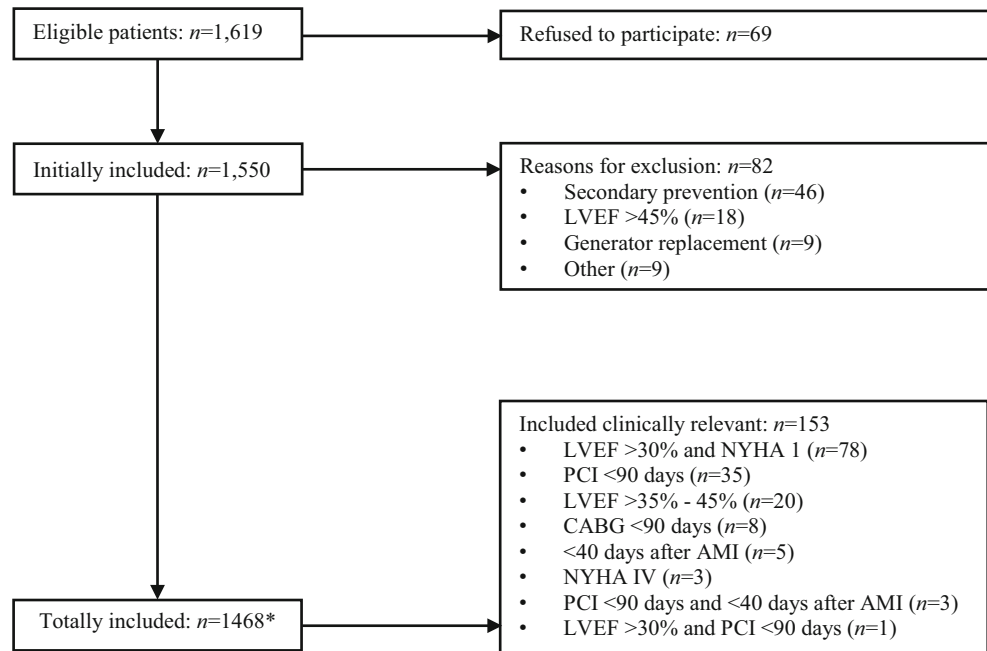 Eligible patients: n=1,619
Refused to participate: n=69
Initially included: n=1,550
Reasons for exclusion: n=82
• Secondary prevention (n=46)
• LVEF >45% (n=18)
• Generator replacement (n=9)
• Other (n=9)
Included clinically relevant: n=153
• LVEF >30% and NYHA 1 (n=78)
• PCI <90 days (n=35)
• LVEF >35% - 45% (n=20)
• CABG <90 days (n=8)
• <40 days after AMI (n=5)
• NYHA IV (n=3)
• PCI <90 days and <40 days after AMI (n=3)
• LVEF >30% and PCI <90 days (n=1)
Totally included: n=1468*